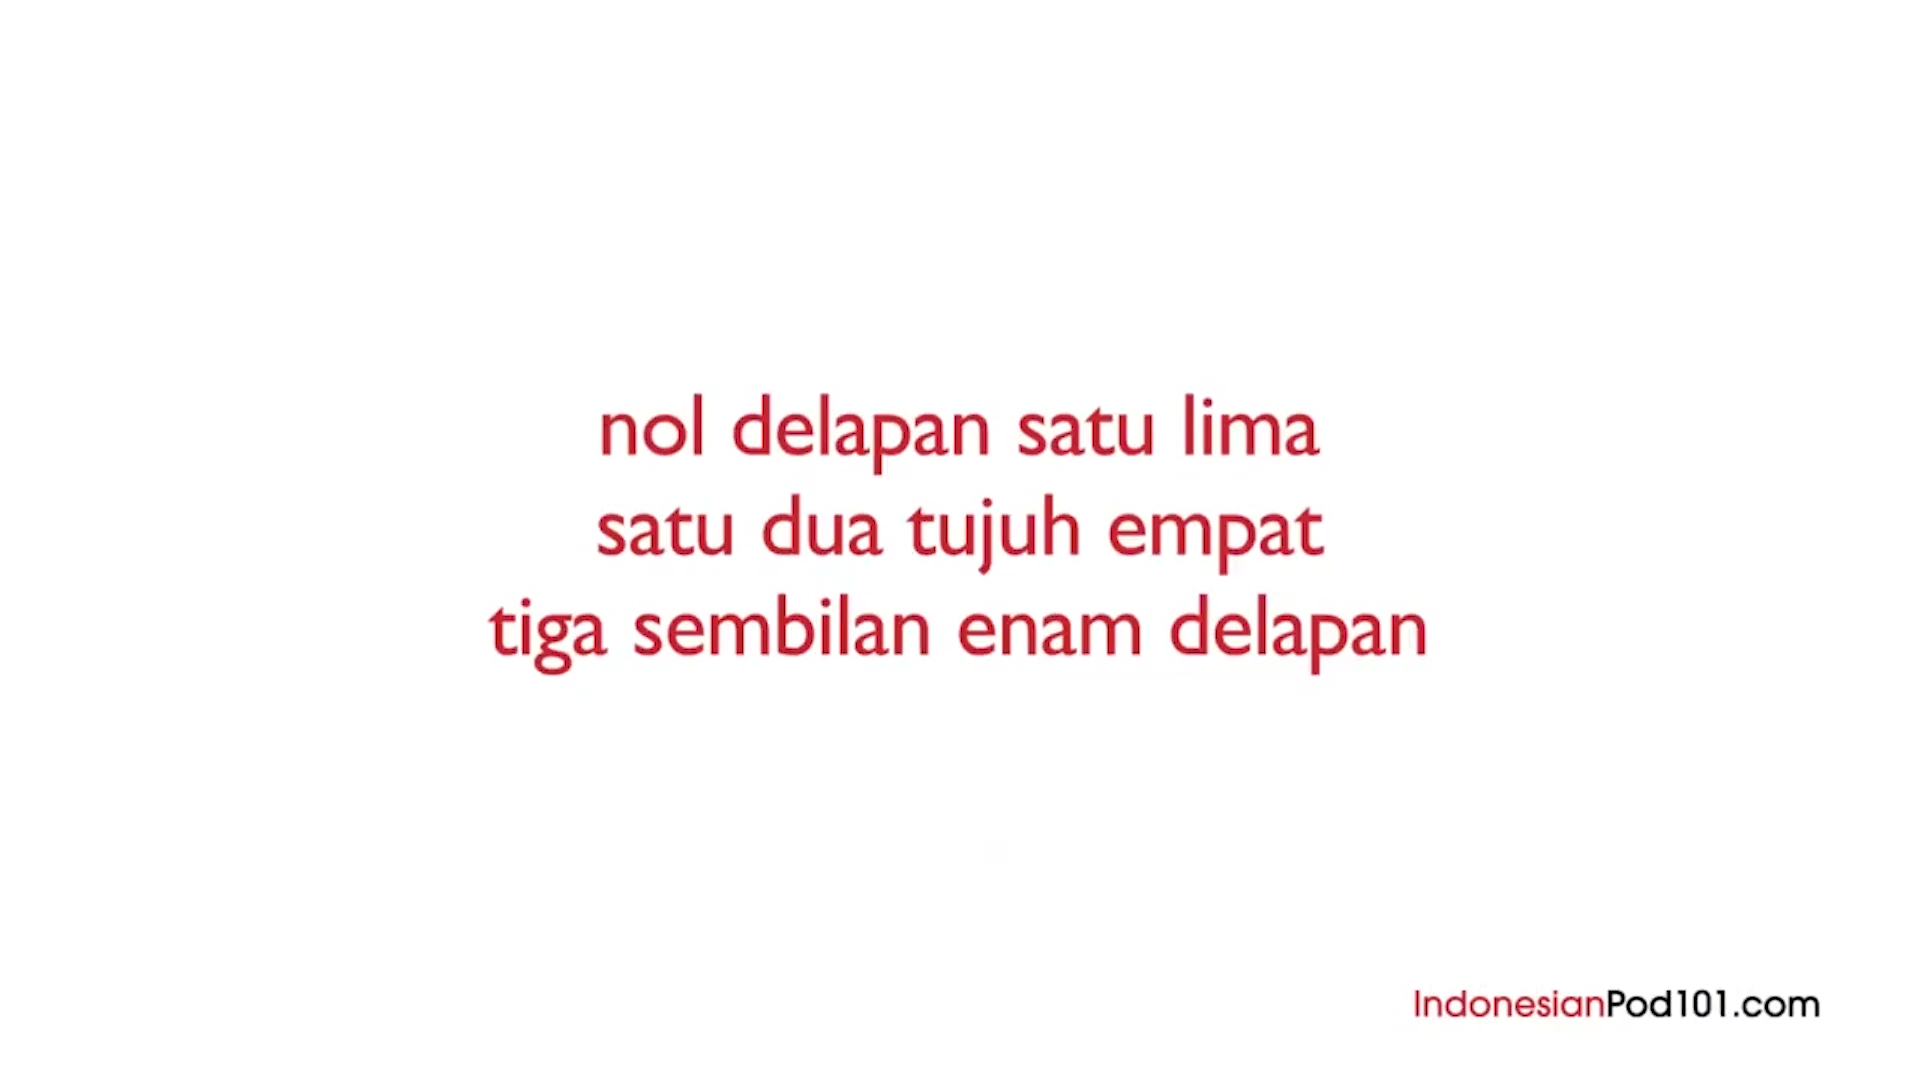 nol delapan satu lima
satu dua tujuh empat
tiga sembilan enam delapan
IndonesianPod101.com